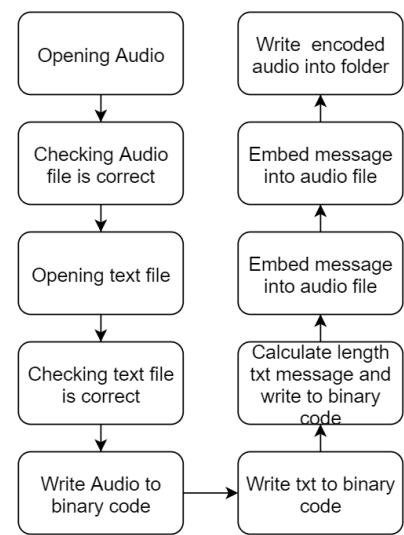 Opening Audio
Checking Audio
file is correct
Opening text file
Checking text file
is correct
Write Audio to
binary code
Write txt to binary
code
Calculate length
txt message and
write to binary
code
Embed message
into audio file
Embed message
into audio file
Write encoded
audio into folder